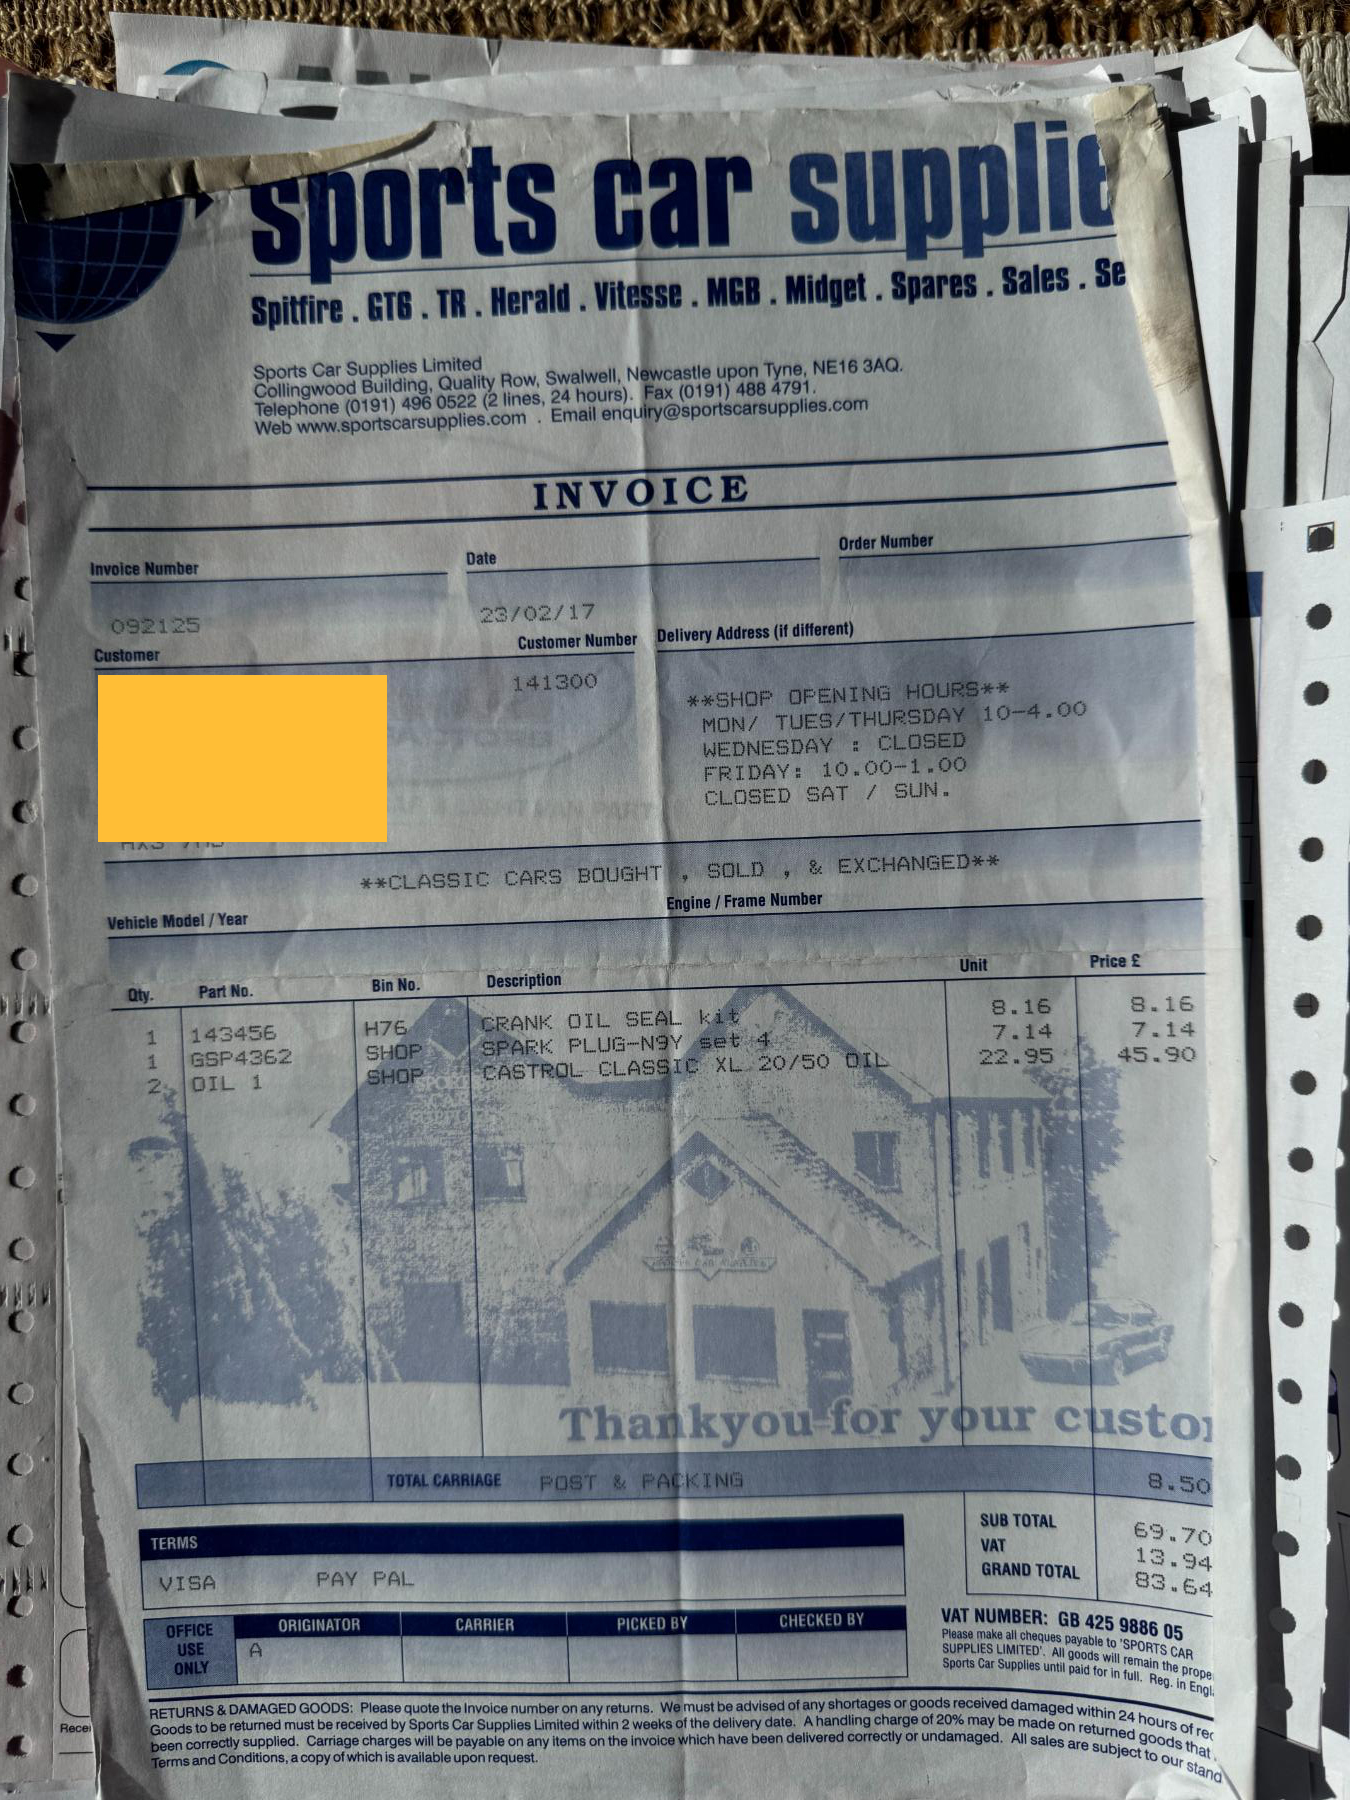 sports car supplie
Spitfire . GT6 . TR . Herald . Vitesse . MGB . Midget . Spares . Sales . Se
Sports Car Supplies Limited
Collingwood Building, Quality Row, Swalwell, Newcastle upon Tyne, NE16 3AQ.
Telephone (0191) 496 0522 (2 lines, 24 hours). Fax (0191) 488 4791.
Web www.sportscarsupplies.com . Email enquiry@sportscarsupplies.com
INVOICE
Invoice Number Date Order Number
092125 23/02/17
Customer Customer Number Delivery Address (if different)
141300
**SHOP OPENING HOURS**
MON/ TUES/THURSDAY 10-4.00
WEDNESDAY : CLOSED
FRIDAY: 10.00-1.00
CLOSED SAT / SUN.
**CLASSIC CARS BOUGHT , SOLD , & EXCHANGED**
Vehicle Model / Year Engine / Frame Number
Qty. Part No. Bin No. Description Unit Price £
1 143456 H76 CRANK OIL SEAL kit 8.16 8.16
1 GSP4362 SHOP SPARK PLUG-N9Y set 4 7.14 7.14
2 OIL 1 SHOP CASTROL CLASSIC XL 20/50 OIL 22.95 45.90
Thankyou for your custo
TOTAL CARRIAGE POST & PACKING 8.50
SUB TOTAL 69.70
VAT 13.94
GRAND TOTAL 83.64
TERMS
VISA PAY PAL
OFFICE USE ONLY ORIGINATOR CARRIER PICKED BY CHECKED BY
A
VAT NUMBER: GB 425 9886 05
Please make all cheques payable to 'SPORTS CAR
SUPPLIES LIMITED'. All goods will remain the prope
Sports Car Supplies until paid for in full. Reg. in Engl
RETURNS & DAMAGED GOODS: Please quote the Invoice number on any returns. We must be advised of any shortages or goods received damaged within 24 hours of rec
Goods to be returned must be received by Sports Car Supplies Limited within 2 weeks of the delivery date. A handling charge of 20% may be made on returned goods that
been correctly supplied. Carriage charges will be payable on any items on the invoice which have been delivered correctly or undamaged. All sales are subject to our stand
Terms and Conditions, a copy of which is available upon request.
Recei